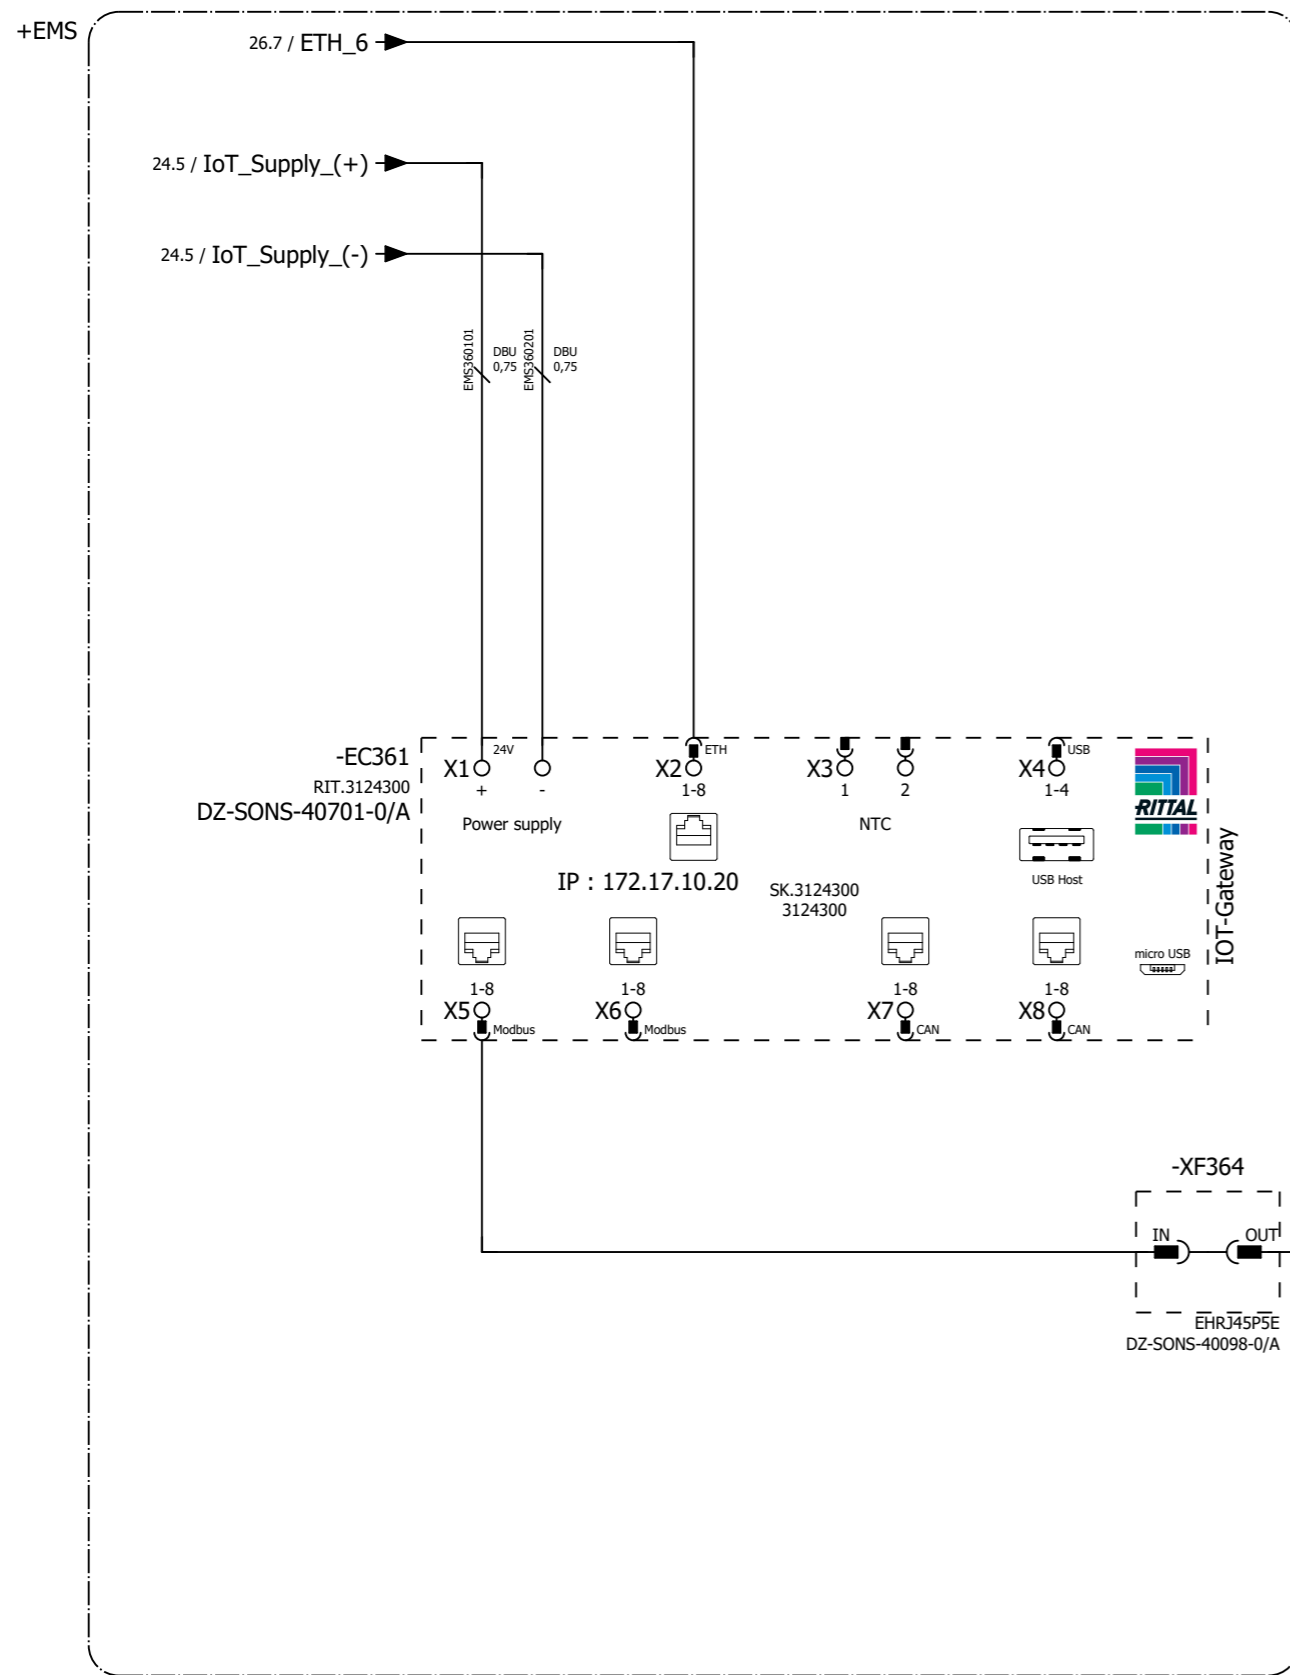 +EMS
26.7 / ETH_6
24.5 / IoT_Supply_(+)
24.5 / IoT_Supply_(-)
EMS360101
DBU
0,75
EMS360201
DBU
0,75
-EC361
RIT.3124300
DZ-SONS-40701-0/A
24V
X1
+
-
Power supply
ETH
X2
1-8
X3
1
2
NTC
USB
X4
1-4
USB Host
RITTAL
IOT-Gateway
IP : 172.17.10.20
SK.3124300
3124300
micro USB
1-8
X5
Modbus
1-8
X6
Modbus
1-8
X7
CAN
1-8
X8
CAN
-XF364
IN
OUT
EHRJ45P5E
DZ-SONS-40098-0/A